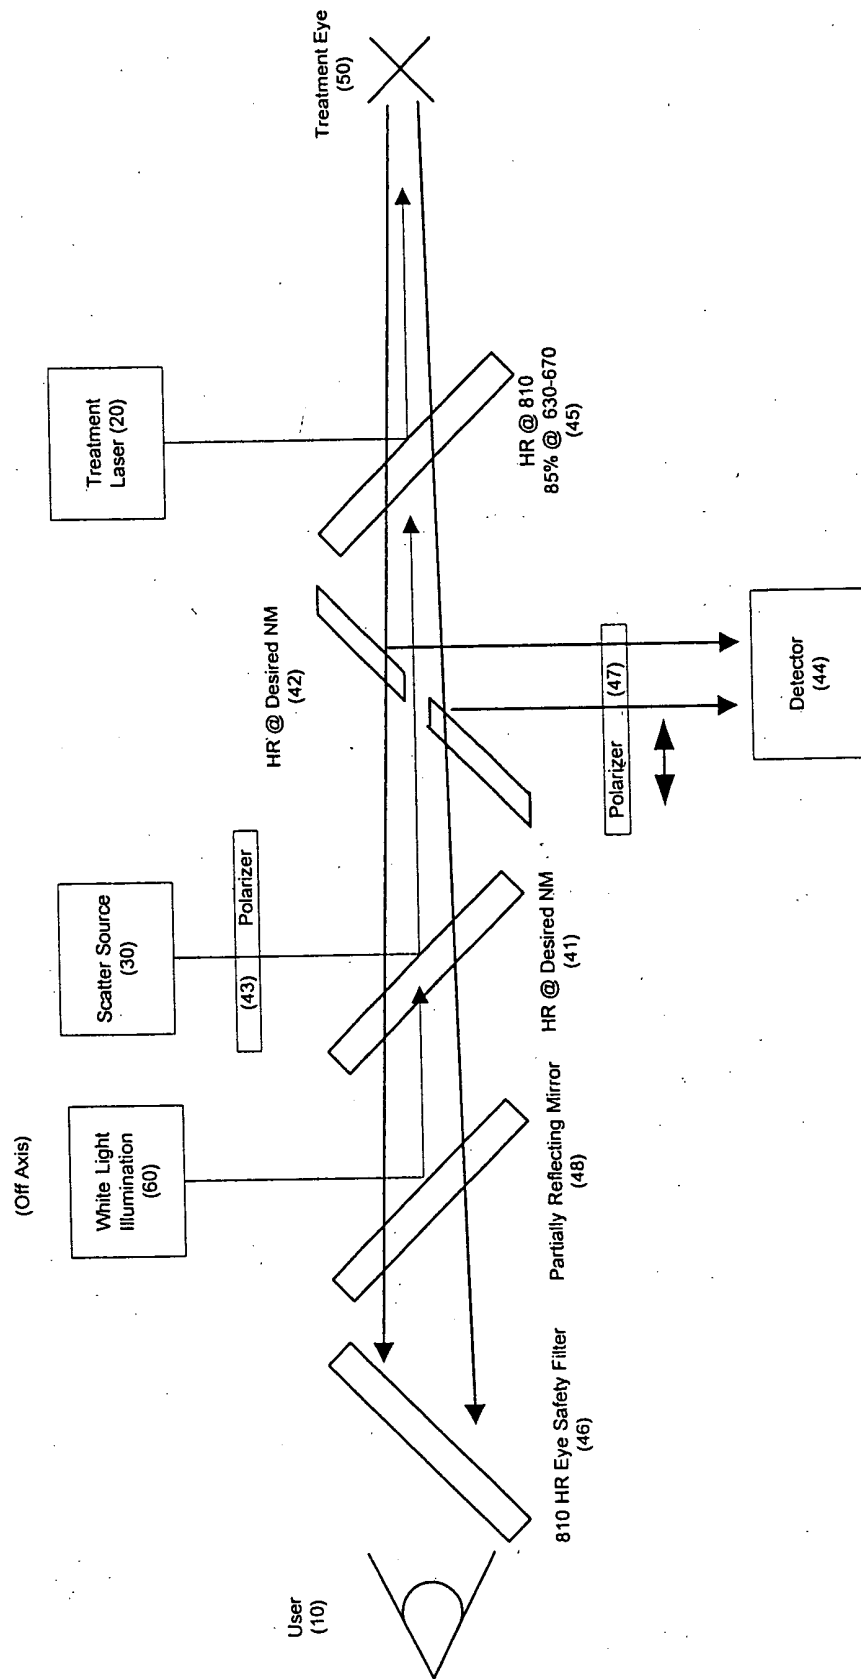 (Off Axis)
User
(10)
810 HR Eye Safety Filter
(46)
White Light
Illumination
(60)
Partially Reflecting Mirror
(48)
Scatter Source
(30)
(43) Polarizer
HR @ Desired NM
(41)
HR @ Desired NM
(42)
Polarizer (47)
Detector
(44)
Treatment
Laser (20)
HR @ 810
85% @ 630-670
(45)
Treatment Eye
(50)